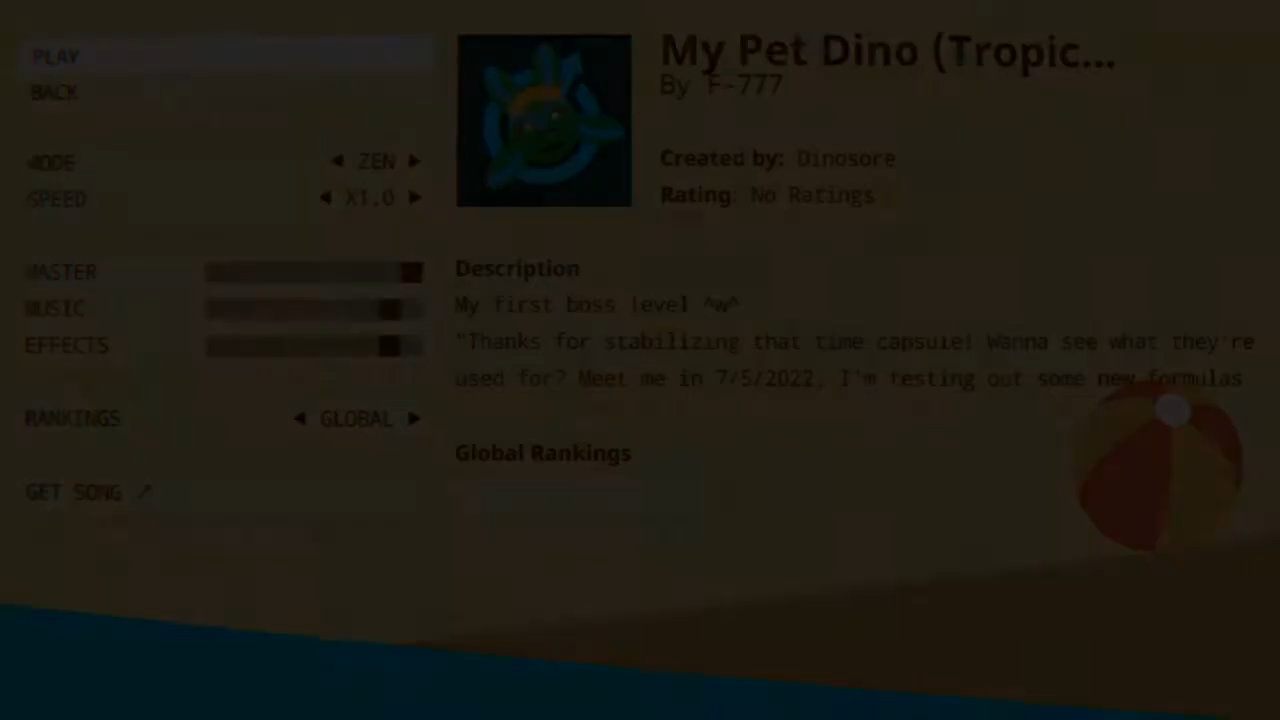 PLAY
BACK
MODE ◄ ZEN ►
SPEED ◄ X1.0 ►
MASTER
MUSIC
EFFECTS
RANKINGS ◄ GLOBAL ►
GET SONG ↗
My Pet Dino (Tropic...
By F-777
Created by: Dinosore
Rating: No Ratings
Description
My first boss level ^w^
"Thanks for stabilizing that time capsule! Wanna see what they're
used for? Meet me in 7/5/2022, I'm testing out some new formulas
Global Rankings